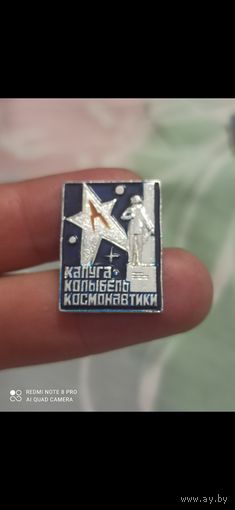 КАЛУГА
КОЛЫБЕЛЬ
КОСМОНАВТИКИ
REDMI NOTE 8 PRO
AI QUAD CAMERA
www.ay.by